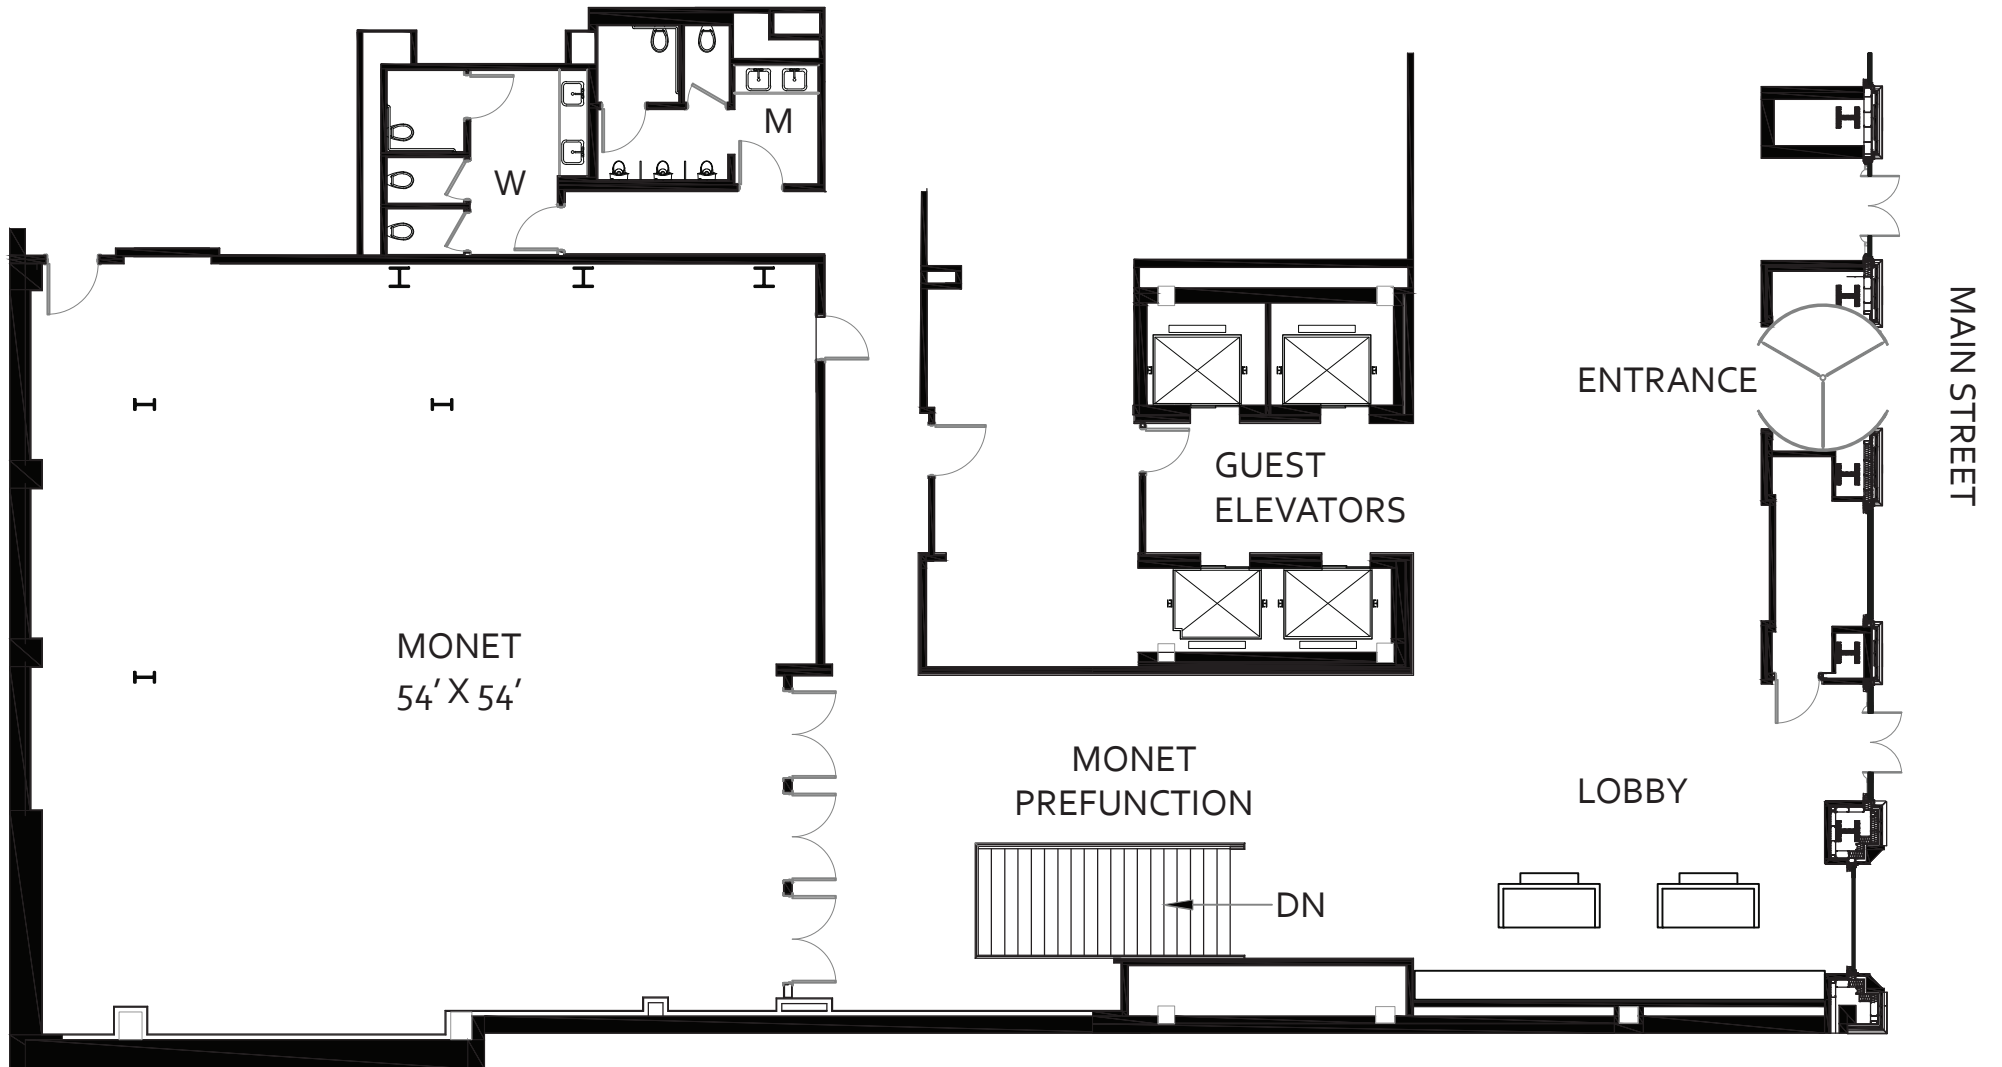 M
W
MAIN STREET
ENTRANCE
GUEST
ELEVATORS
MONET
54’ X 54’
MONET
PREFUNCTION
LOBBY
DN